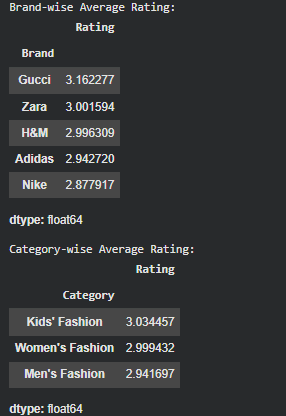 Brand-wise Average Rating:
Rating
Brand
Gucci 3.162277
Zara 3.001594
H&M 2.996309
Adidas 2.942720
Nike 2.877917
dtype: float64
Category-wise Average Rating:
Rating
Category
Kids' Fashion 3.034457
Women's Fashion 2.999432
Men's Fashion 2.941697
dtype: float64